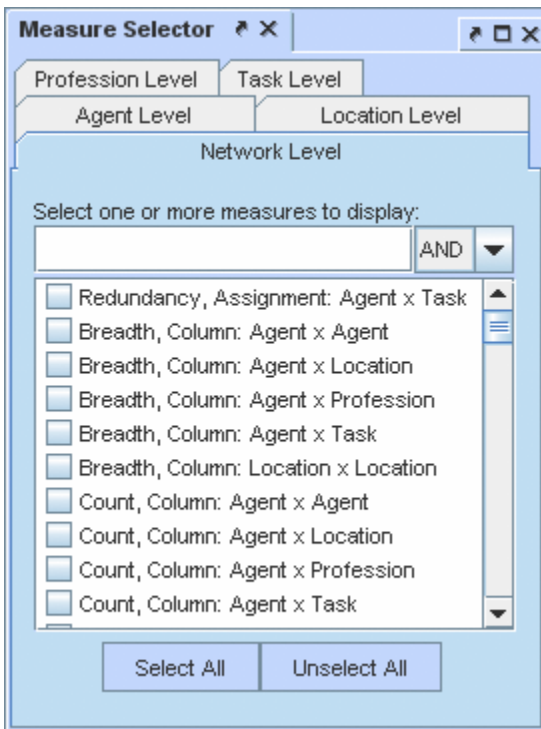 Measure Selector
Profession Level Task Level
Agent Level Location Level
Network Level
Select one or more measures to display:
AND
Redundancy, Assignment: Agent x Task
Breadth, Column: Agent x Agent
Breadth, Column: Agent x Location
Breadth, Column: Agent x Profession
Breadth, Column: Agent x Task
Breadth, Column: Location x Location
Count, Column: Agent x Agent
Count, Column: Agent x Location
Count, Column: Agent x Profession
Count, Column: Agent x Task
Select All Unselect All